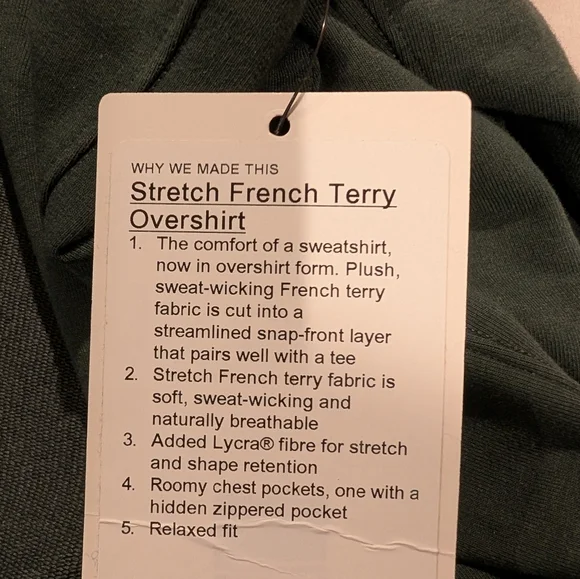 WHY WE MADE THIS
Stretch French Terry
Overshirt
1. The comfort of a sweatshirt,
now in overshirt form. Plush,
sweat-wicking French terry
fabric is cut into a
streamlined snap-front layer
that pairs well with a tee
2. Stretch French terry fabric is
soft, sweat-wicking and
naturally breathable
3. Added Lycra® fibre for stretch
and shape retention
4. Roomy chest pockets, one with a
hidden zippered pocket
5. Relaxed fit